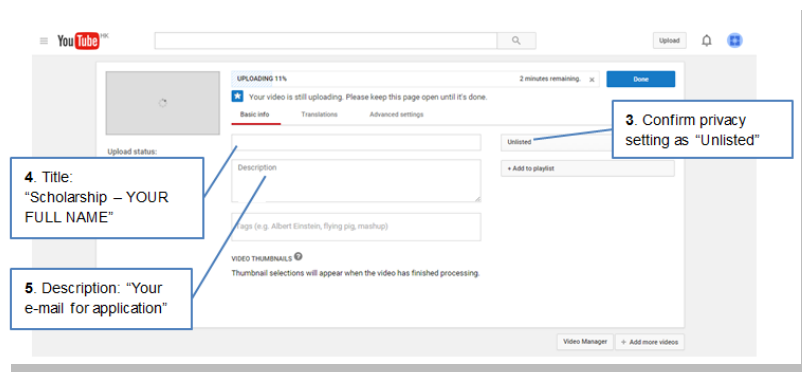 YouTube HK
Upload
UPLOADING 11%
2 minutes remaining. ×
Done
Your video is still uploading. Please keep this page open until it's done.
Basic info Translations Advanced settings
3. Confirm privacy
setting as “Unlisted”
Unlisted
Upload status:
4. Title:
“Scholarship – YOUR
FULL NAME”
Description
+ Add to playlist
Tags (e.g. Albert Einstein, flying pig, mashup)
VIDEO THUMBNAILS ?
Thumbnail selections will appear when the video has finished processing.
5. Description: “Your
e-mail for application”
Video Manager + Add more videos